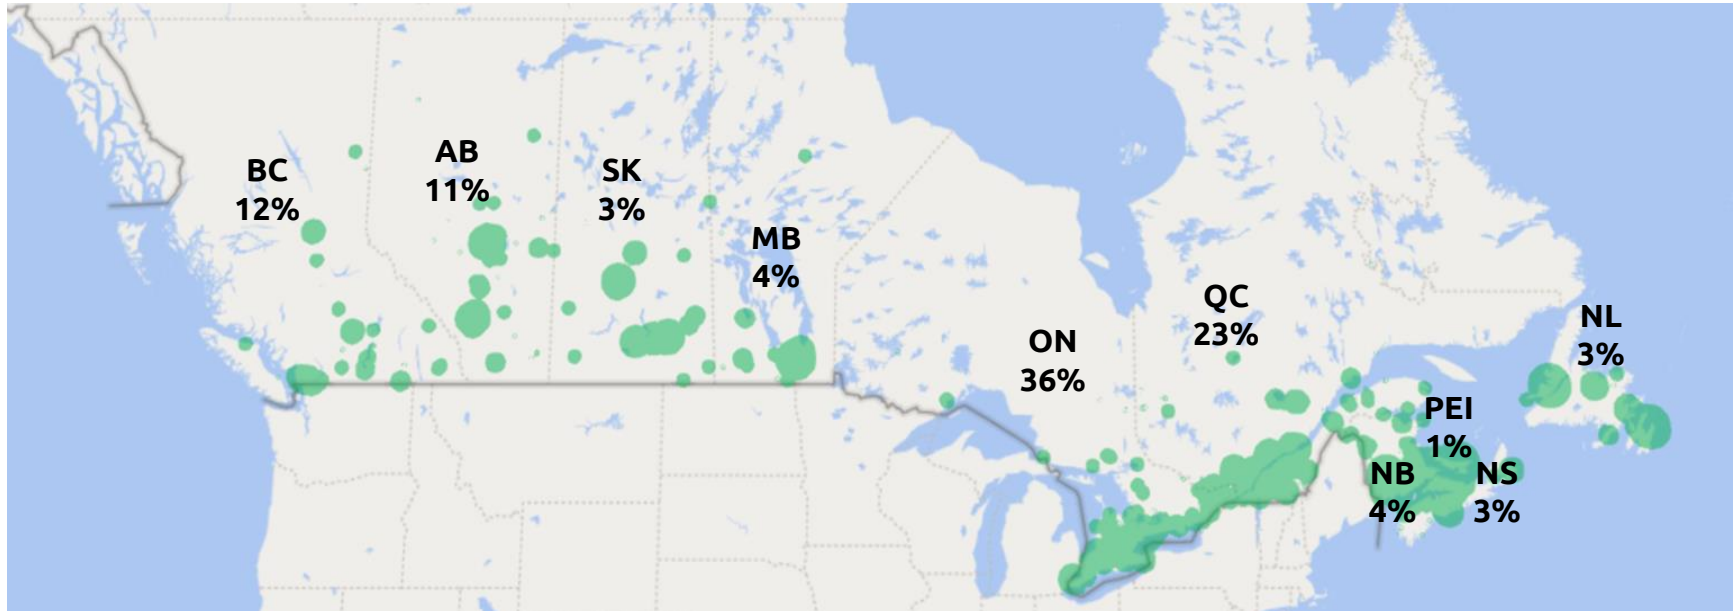 BC
12%
AB
11%
SK
3%
MB
4%
ON
36%
QC
23%
NL
3%
PEI
1%
NB
4%
NS
3%